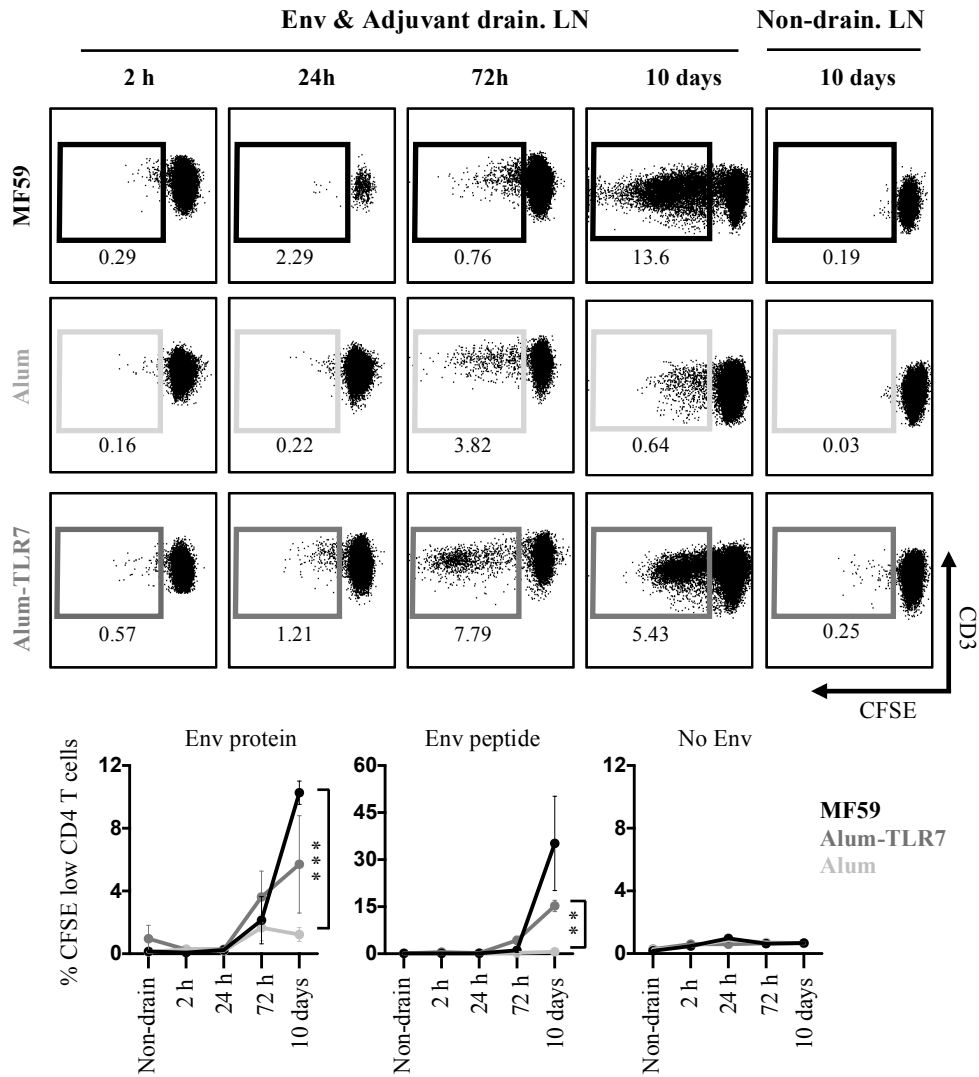 Env & Adjuvant drain. LN Non-drain. LN
2 h 24h 72h 10 days 10 days
MF59
0.29 2.29 0.76 13.6 0.19
Alum
0.16 0.22 3.82 0.64 0.03
Alum-TLR7
0.57 1.21 7.79 5.43 0.25
CD3
CFSE
Env protein Env peptide No Env
% CFSE low CD4 T cells
12
8
4
0
***
Non-drain
2 h
24 h
72 h
10 days
60
45
30
15
0
**
Non-drain
2 h
24 h
72 h
10 days
12
8
4
0
Non-drain
2 h
24 h
72 h
10 days
MF59
Alum-TLR7
Alum